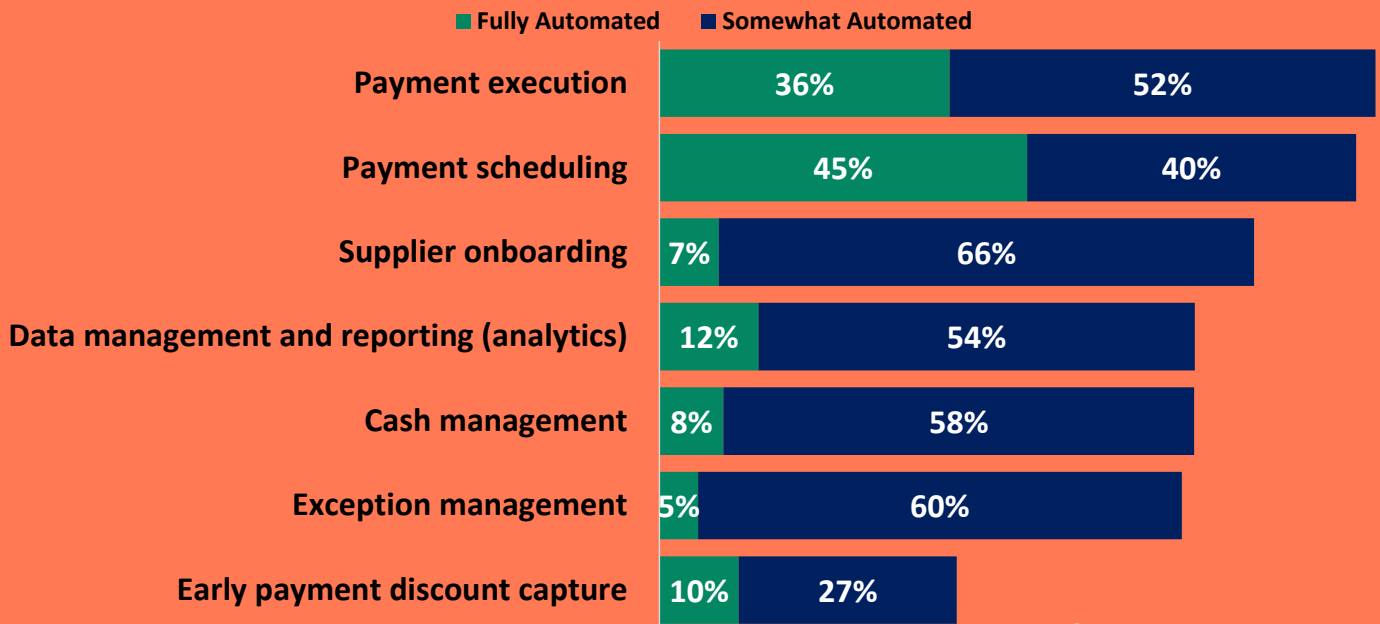 Fully Automated Somewhat Automated
Payment execution 36% 52%
Payment scheduling 45% 40%
Supplier onboarding 7% 66%
Data management and reporting (analytics) 12% 54%
Cash management 8% 58%
Exception management 5% 60%
Early payment discount capture 10% 27%